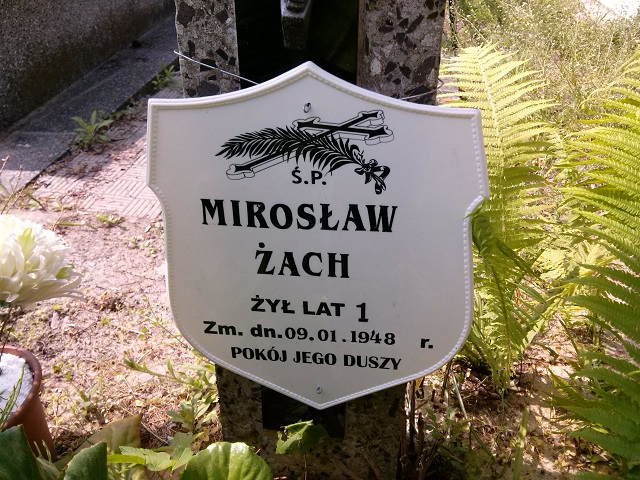 Ś.P.
MIROSŁAW
ŻACH
ŻYŁ LAT 1
Zm. dn. 09.01.1948 r.
POKÓJ JEGO DUSZY